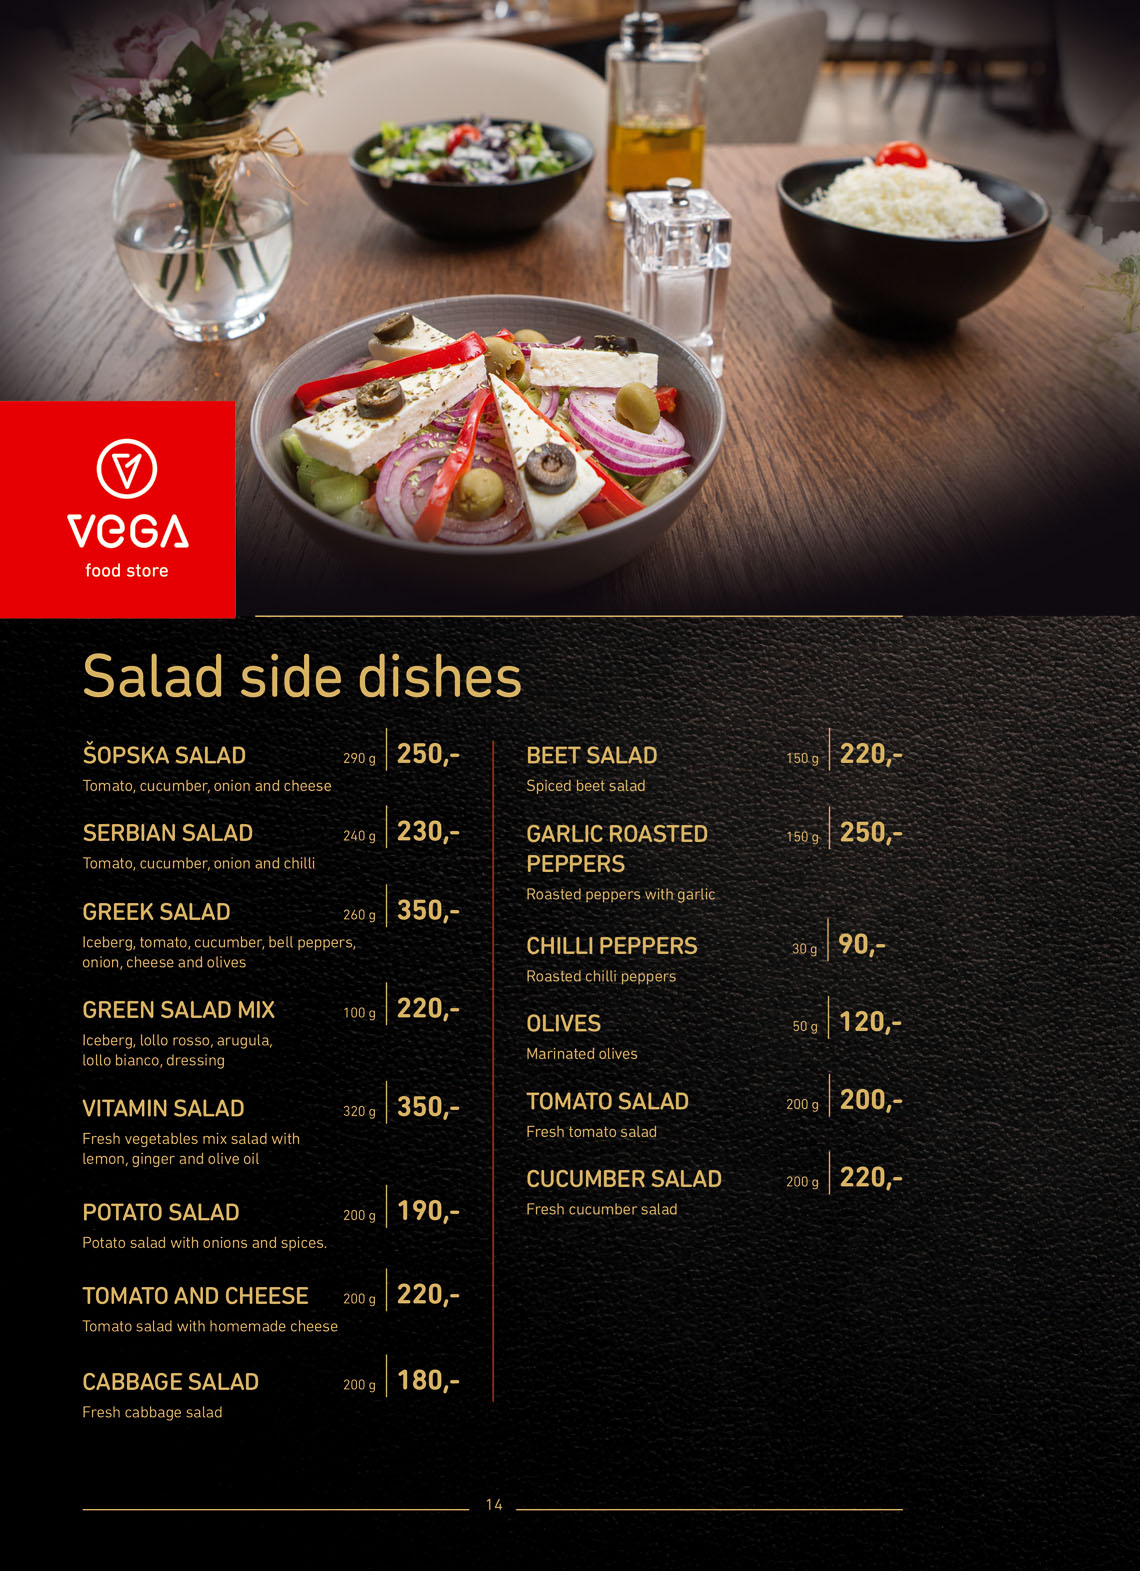 VEGA
food store
Salad side dishes
ŠOPSKA SALAD 290 g 250,-
Tomato, cucumber, onion and cheese
SERBIAN SALAD 240 g 230,-
Tomato, cucumber, onion and chilli
GREEK SALAD 260 g 350,-
Iceberg, tomato, cucumber, bell peppers,
onion, cheese and olives
GREEN SALAD MIX 100 g 220,-
Iceberg, lollo rosso, arugula,
lollo bianco, dressing
VITAMIN SALAD 320 g 350,-
Fresh vegetables mix salad with
lemon, ginger and olive oil
POTATO SALAD 200 g 190,-
Potato salad with onions and spices.
TOMATO AND CHEESE 200 g 220,-
Tomato salad with homemade cheese
CABBAGE SALAD 200 g 180,-
Fresh cabbage salad
BEET SALAD 150 g 220,-
Spiced beet salad
GARLIC ROASTED 150 g 250,-
PEPPERS
Roasted peppers with garlic
CHILLI PEPPERS 30 g 90,-
Roasted chilli peppers
OLIVES 50 g 120,-
Marinated olives
TOMATO SALAD 200 g 200,-
Fresh tomato salad
CUCUMBER SALAD 200 g 220,-
Fresh cucumber salad
14